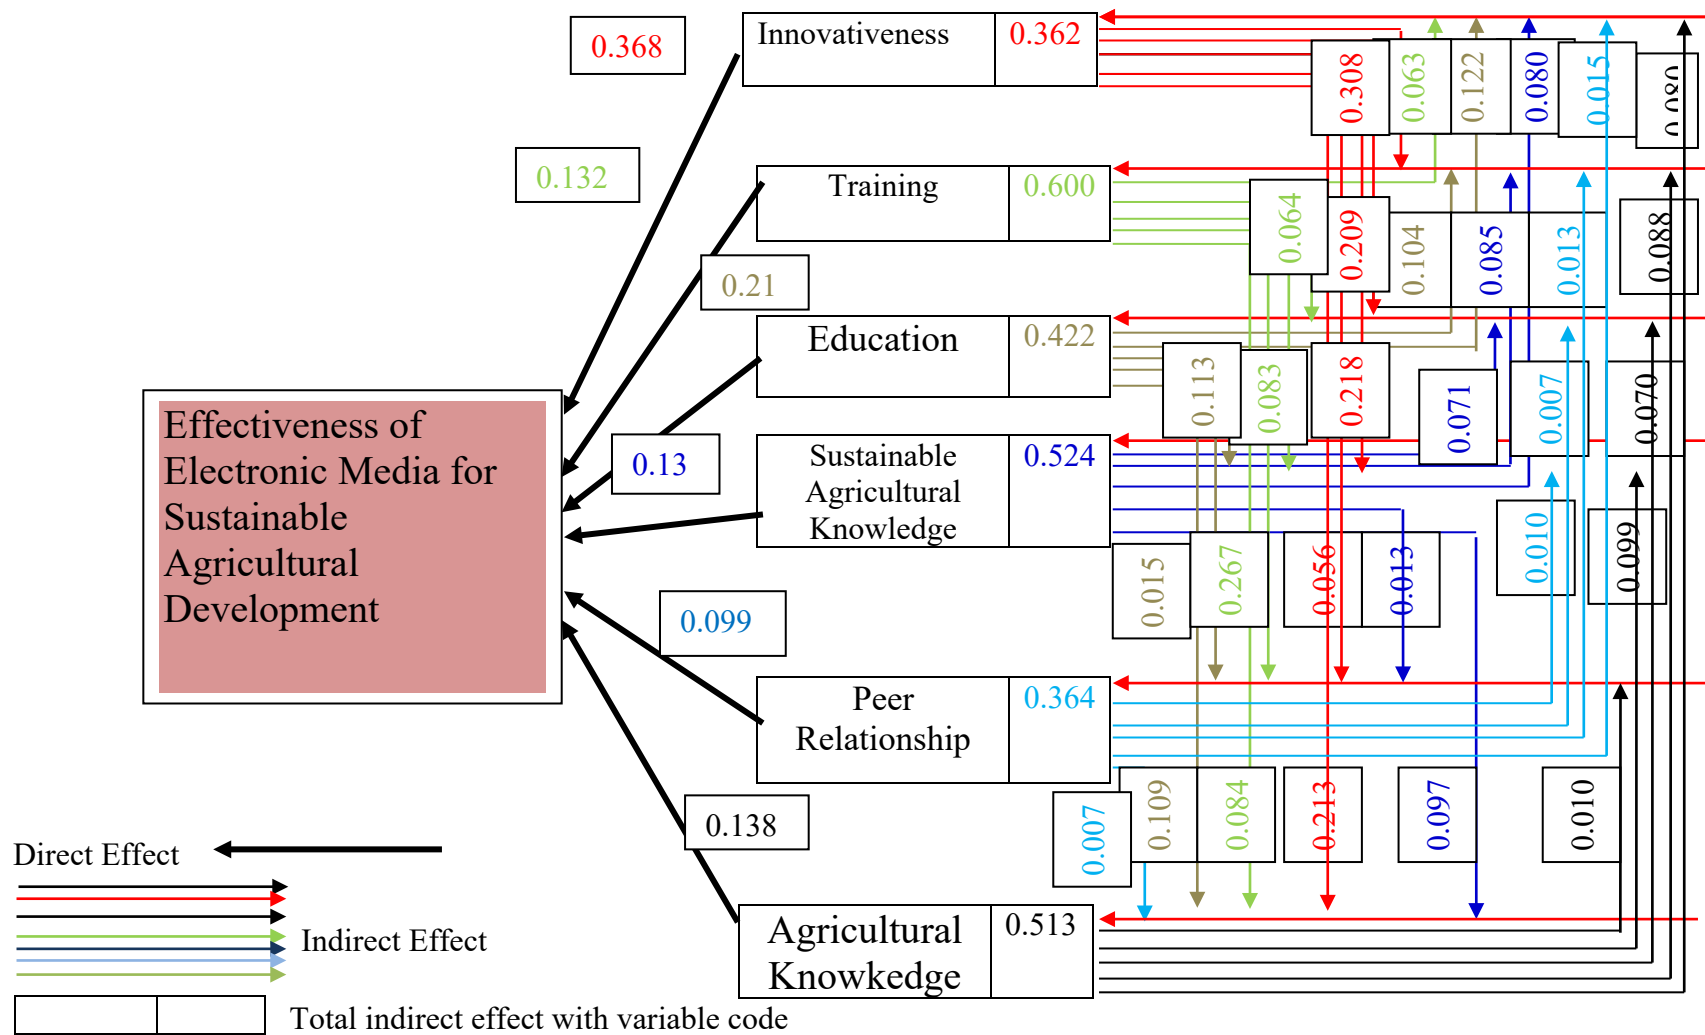 0.368
Innovativeness 0.362
0.308
0.063
0.122
0.080
0.015
0.080
0.132
Training 0.600
0.064
0.209
0.104
0.085
0.013
0.088
0.21
Education 0.422
0.113
0.083
0.218
0.071
0.007
0.070
Effectiveness of
Electronic Media for
Sustainable
Agricultural
Development
0.13
Sustainable 0.524
Agricultural
Knowledge
0.015
0.267
0.056
0.013
0.010
0.099
0.099
Peer 0.364
Relationship
0.007
0.109
0.084
0.213
0.097
0.010
0.138
Agricultural 0.513
Knowkedge
Direct Effect
Indirect Effect
Total indirect effect with variable code